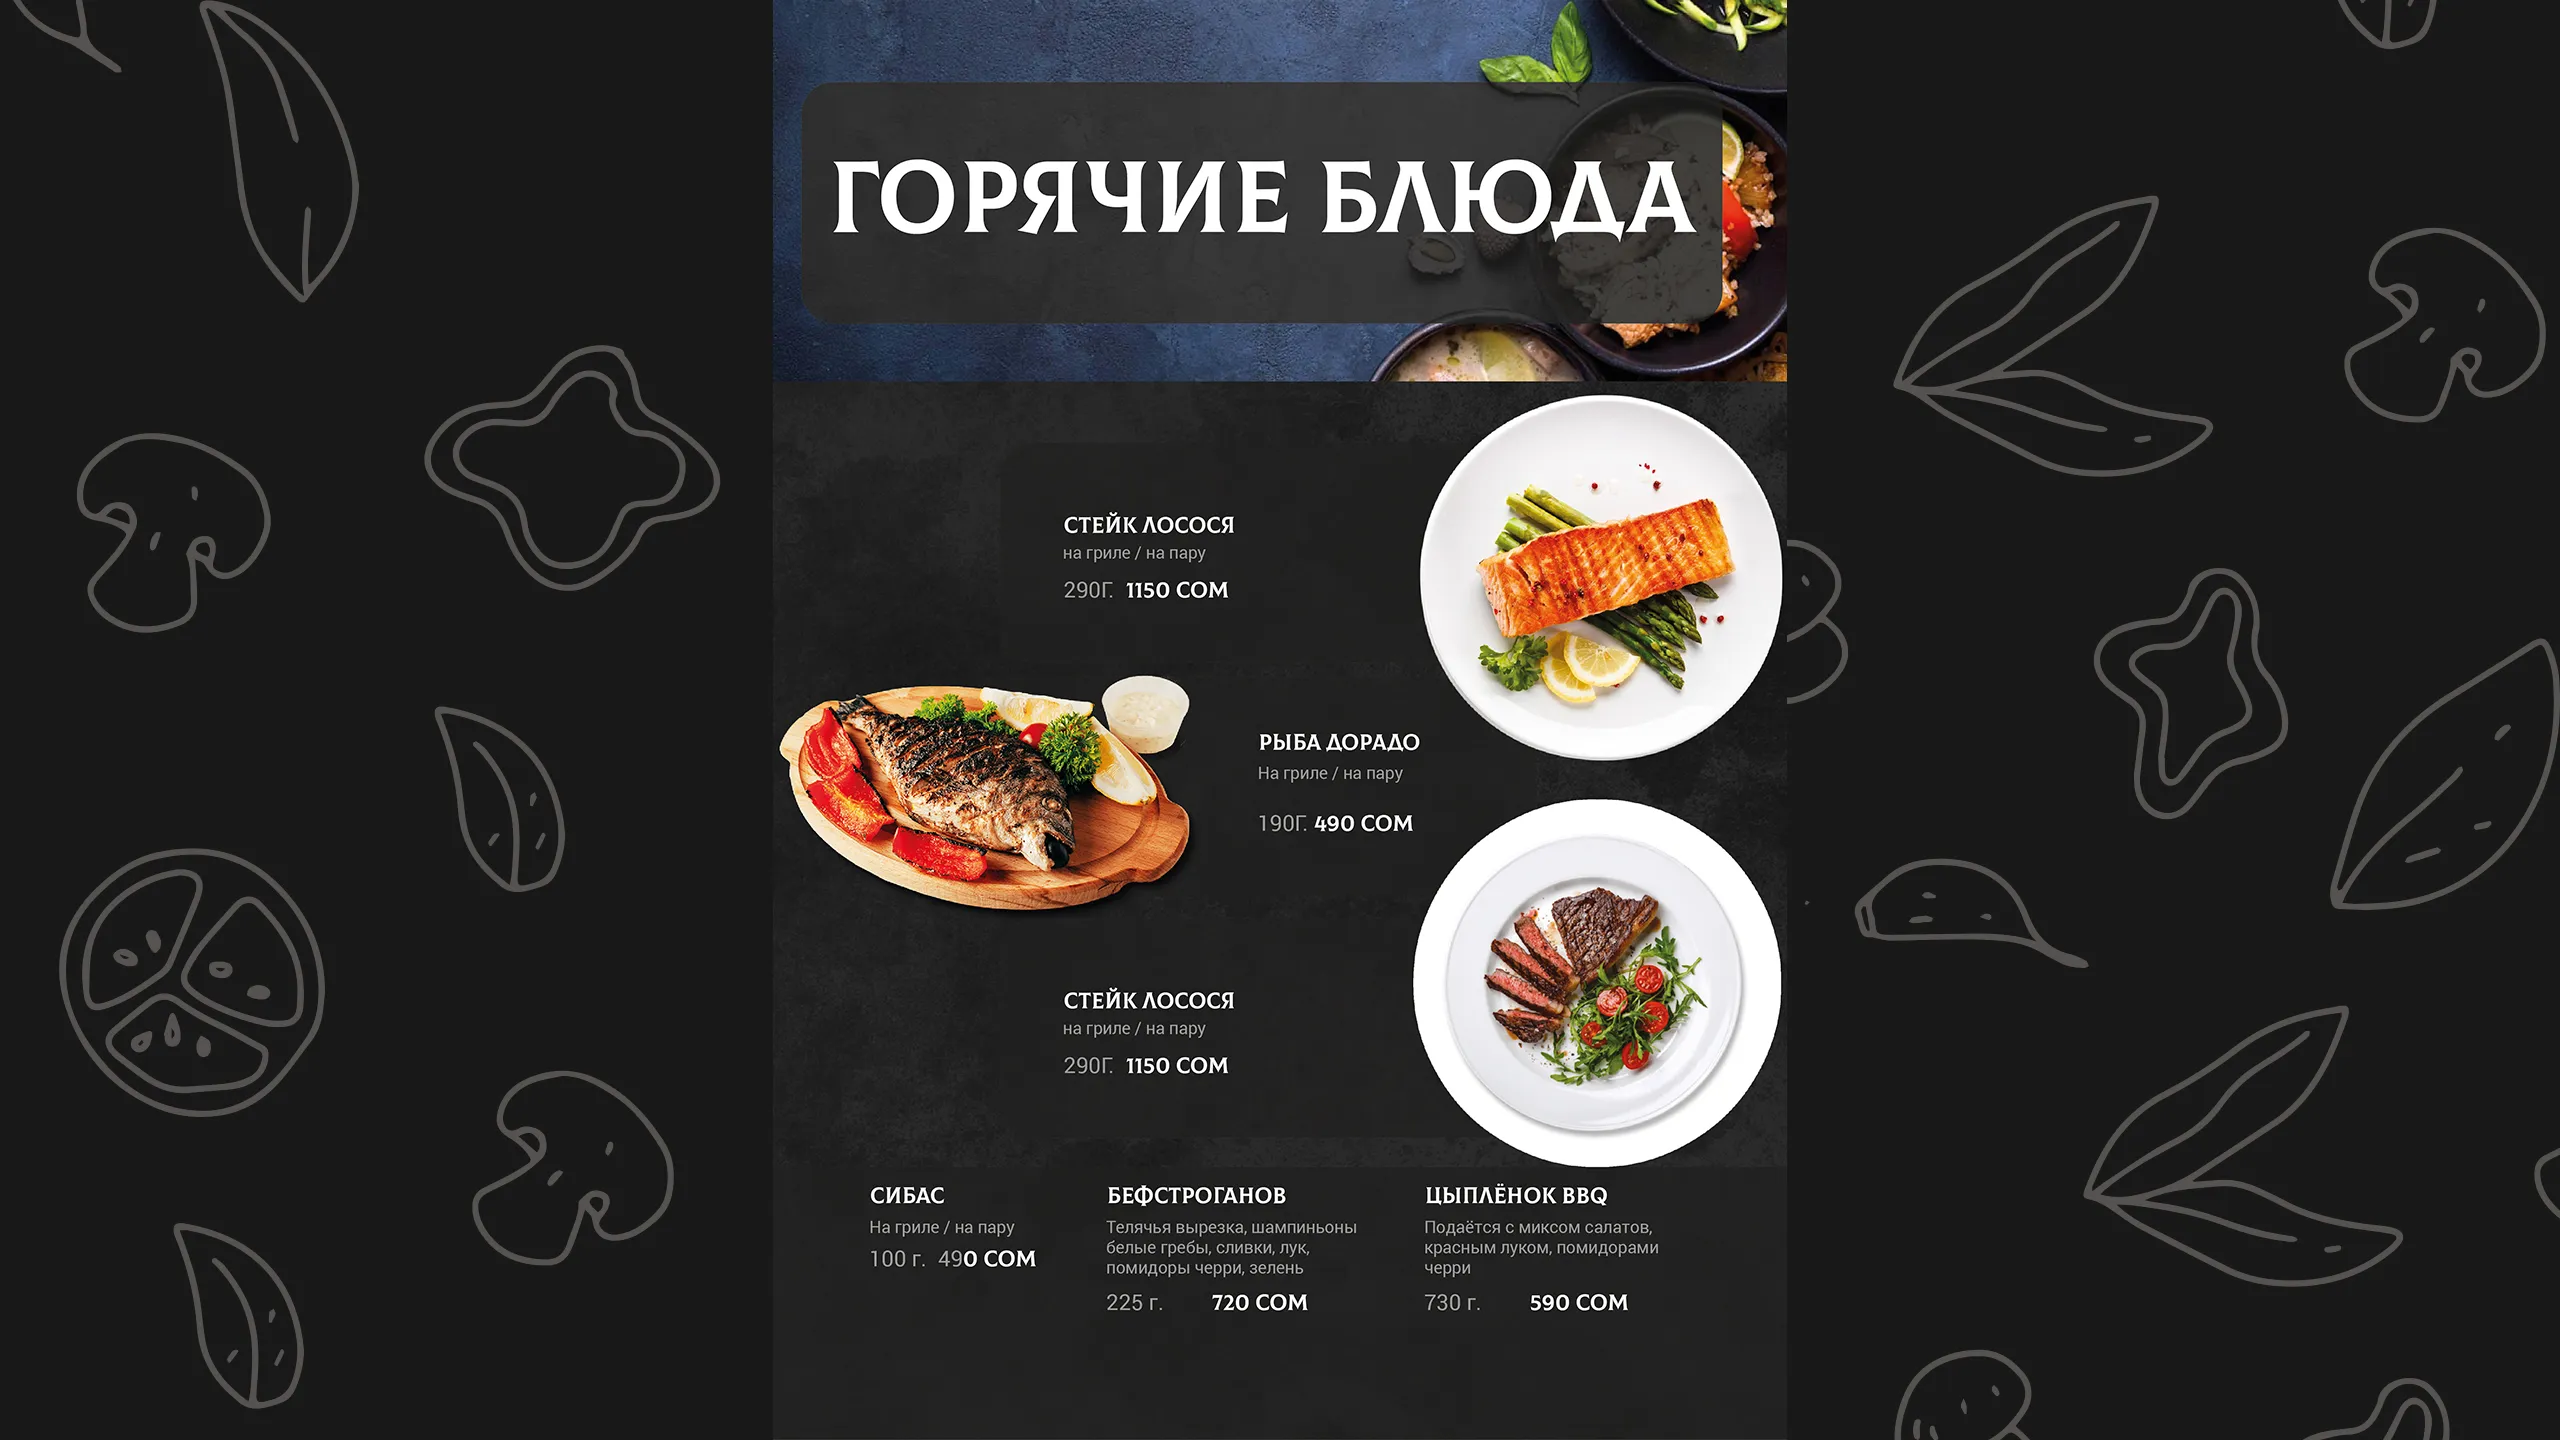 ГОРЯЧИЕ БЛЮДА
СТЕЙК ЛОСОСЯ
на гриле / на пару
290Г. 1150 СОМ
РЫБА ДОРАДО
На гриле / на пару
190Г. 490 СОМ
СТЕЙК ЛОСОСЯ
на гриле / на пару
290Г. 1150 СОМ
СИБАС
На гриле / на пару
100 г. 490 СОМ
БЕФСТРОГАНОВ
Телячья вырезка, шампиньоны
белые гребы, сливки, лук,
помидоры черри, зелень
225 г. 720 СОМ
ЦЫПЛЁНОК BBQ
Подаётся с миксом салатов,
красным луком, помидорами
черри
730 г. 590 СОМ